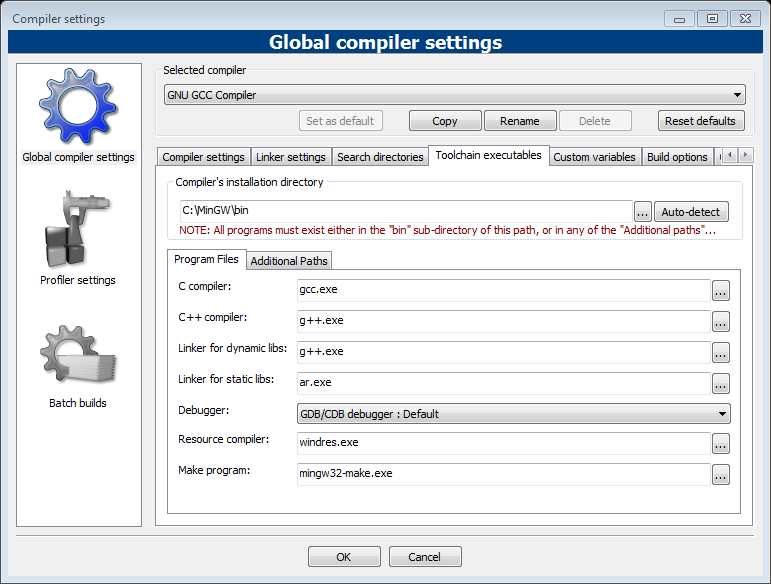 Compiler settings
Global compiler settings
Global compiler settings
Profiler settings
Batch builds
Selected compiler
GNU GCC Compiler
Set as default Copy Rename Delete Reset defaults
Compiler settings Linker settings Search directories Toolchain executables Custom variables Build options
Compiler's installation directory
C:\MinGW\bin ... Auto-detect
NOTE: All programs must exist either in the "bin" sub-directory of this path, or in any of the "Additional paths"...
Program Files Additional Paths
C compiler: gcc.exe ...
C++ compiler: g++.exe ...
Linker for dynamic libs: g++.exe ...
Linker for static libs: ar.exe ...
Debugger: GDB/CDB debugger : Default
Resource compiler: windres.exe ...
Make program: mingw32-make.exe ...
OK Cancel